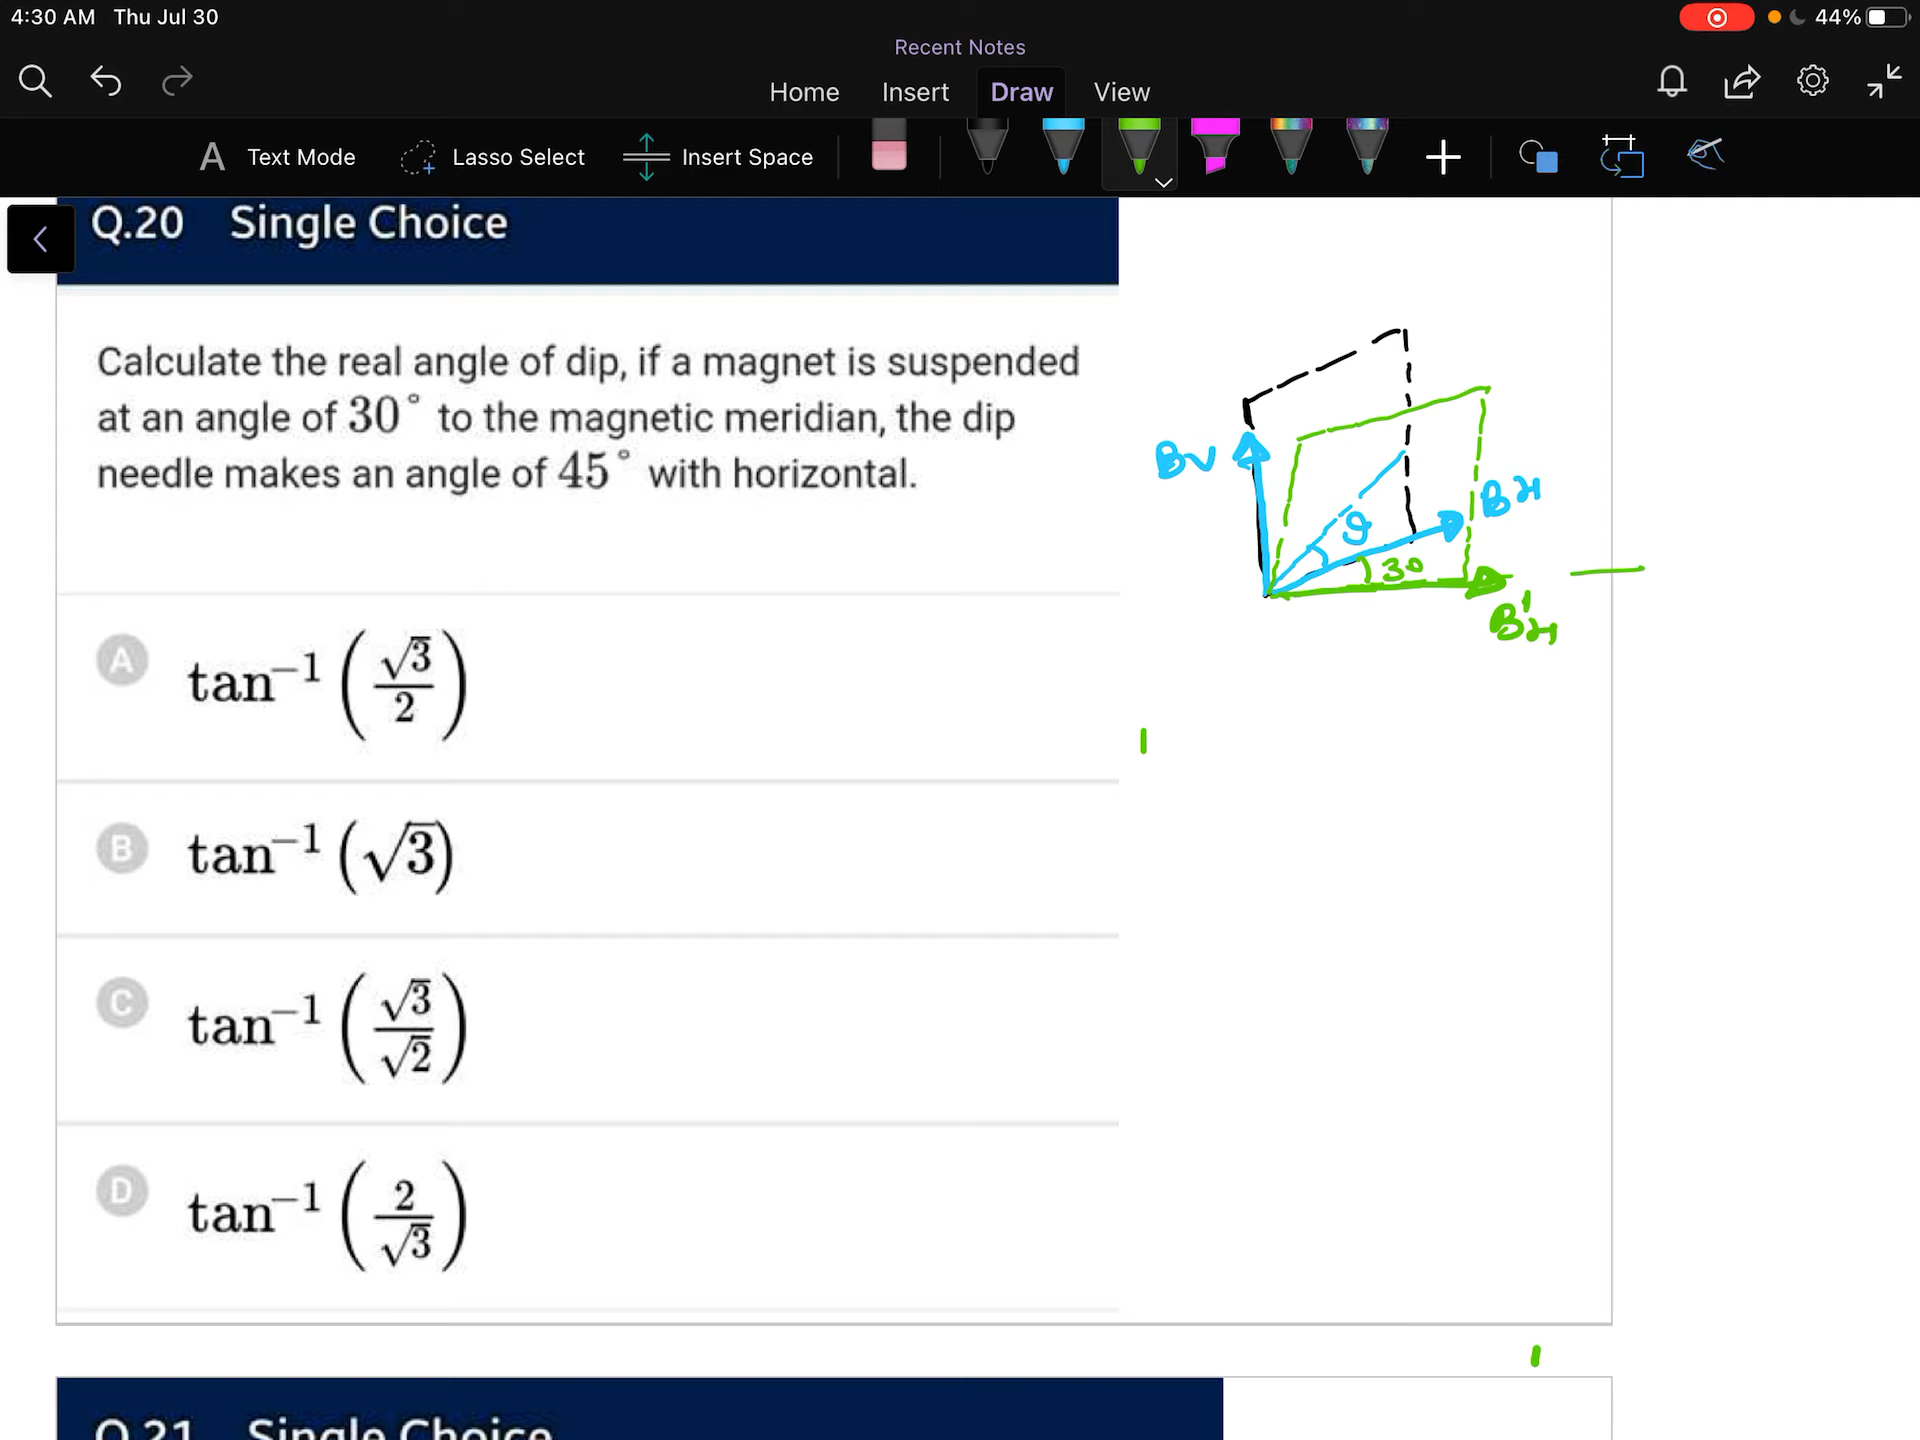 4:30 AM Thu Jul 30
44%
Recent Notes
Home Insert Draw View
Text Mode Lasso Select Insert Space
Q.20 Single Choice
Calculate the real angle of dip, if a magnet is suspended
at an angle of 30° to the magnetic meridian, the dip
needle makes an angle of 45° with horizontal.
A tan⁻¹ (√3/2)
B tan⁻¹ (√3)
C tan⁻¹ (√3/√2)
D tan⁻¹ (2/√3)
BV
BH
θ
30
B'H
Q.21 Single Choice